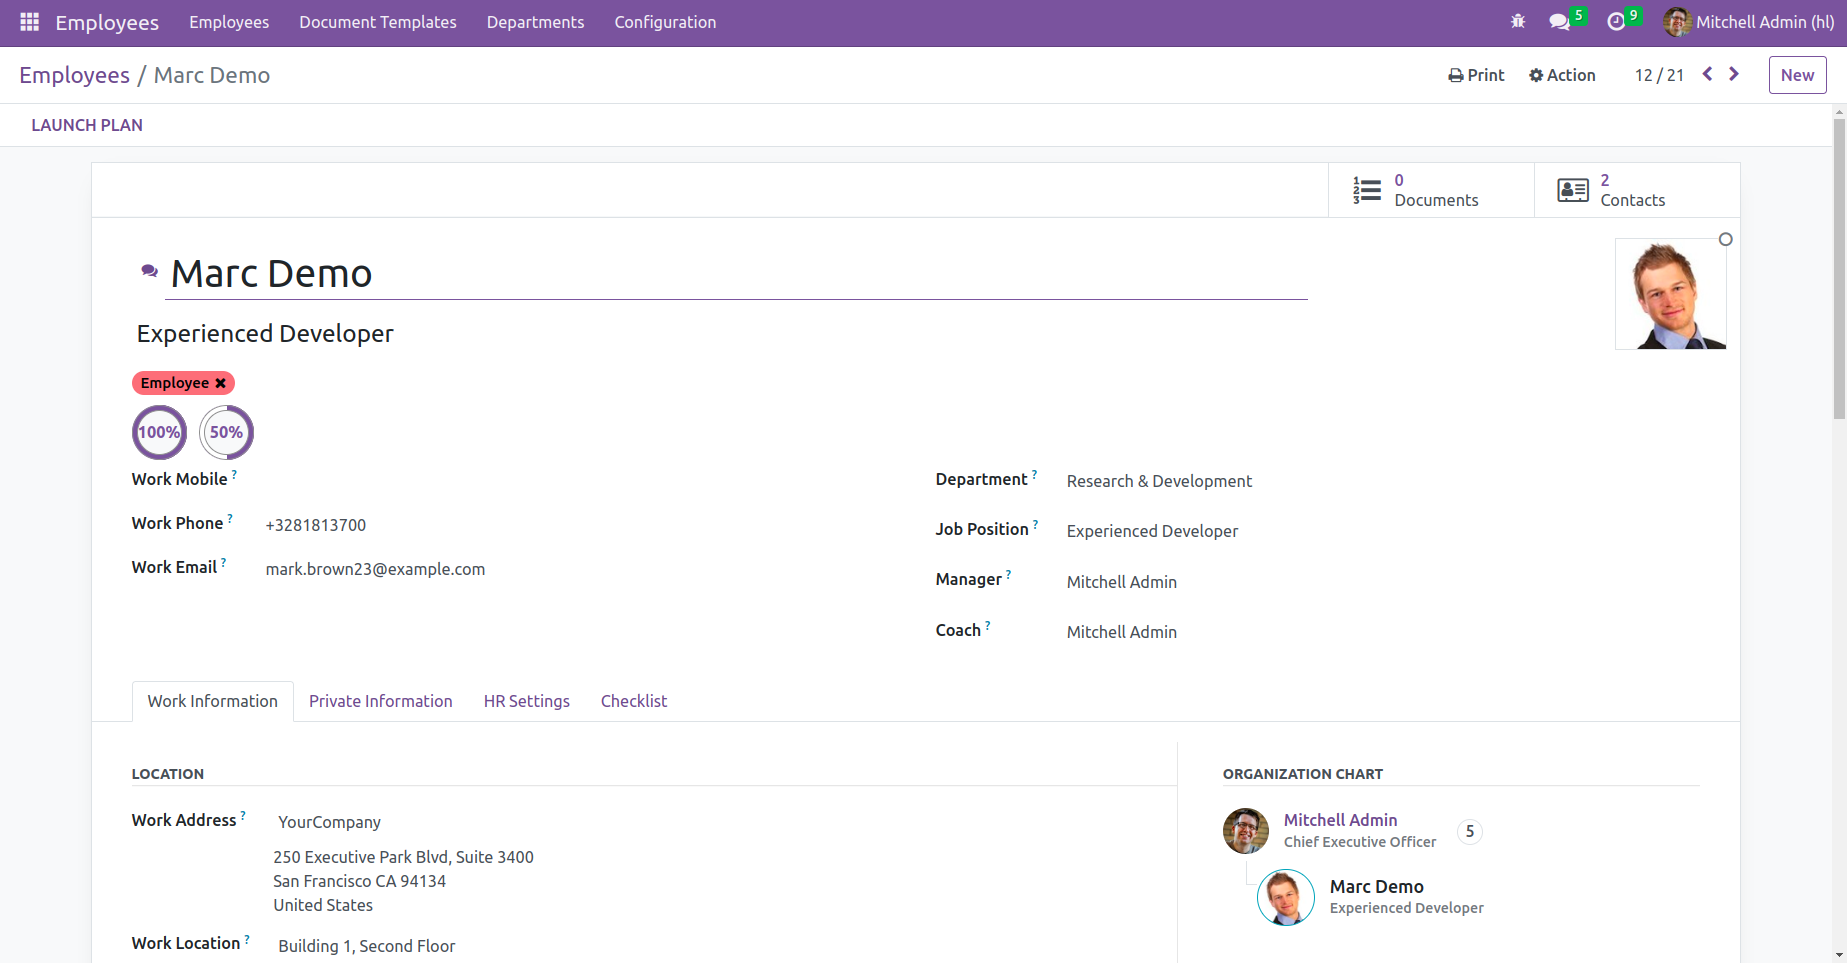 Employees Employees Document Templates Departments Configuration 5 9 Mitchell Admin (hl)
Employees / Marc Demo Print Action 12 / 21 New
LAUNCH PLAN
0 Documents
2 Contacts
Marc Demo
Experienced Developer
Employee ✖
100% 50%
Work Mobile ?
Work Phone ? +3281813700
Work Email ? mark.brown23@example.com
Department ? Research & Development
Job Position ? Experienced Developer
Manager ? Mitchell Admin
Coach ? Mitchell Admin
Work Information Private Information HR Settings Checklist
LOCATION
Work Address ? YourCompany
250 Executive Park Blvd, Suite 3400
San Francisco CA 94134
United States
Work Location ? Building 1, Second Floor
ORGANIZATION CHART
Mitchell Admin
Chief Executive Officer 5
Marc Demo
Experienced Developer